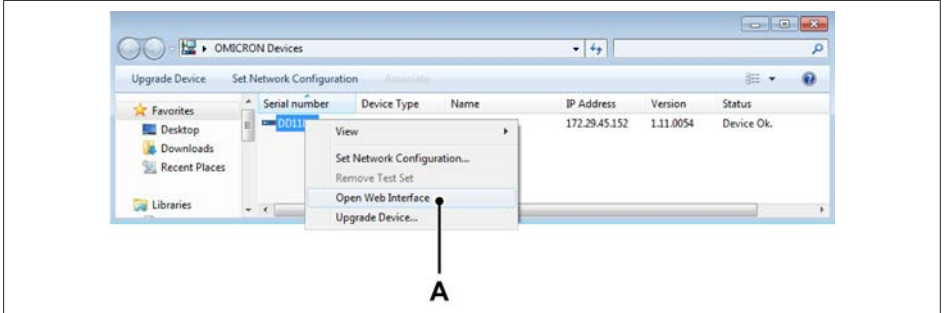 OMICRON Devices
Upgrade Device Set Network Configuration Associate
Favorites Serial number Device Type Name IP Address Version Status
Desktop 172.29.45.152 1.11.0054 Device Ok.
Downloads
Recent Places
Libraries
View
Set Network Configuration...
Remove Test Set
Open Web Interface
Upgrade Device...
A